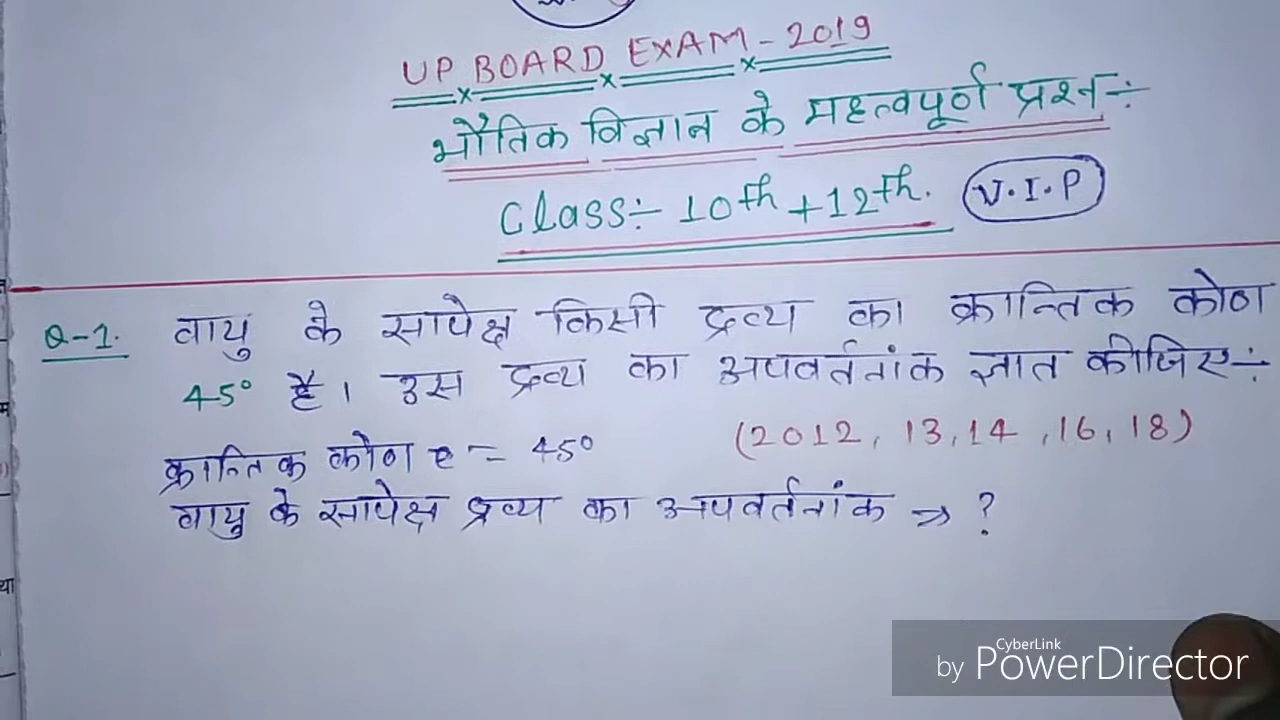 UP BOARD EXAM - 2019
भौतिक विज्ञान के महत्वपूर्ण प्रश्न ÷
Class ÷ 10th + 12th. V.I.P
Q-1. वायु के सापेक्ष किसी द्रव्य का क्रान्तिक कोण
45° है। उस द्रव्य का अपवर्तनांक ज्ञात कीजिए ÷
(2012, 13, 14, 16, 18)
क्रान्तिक कोण c = 45°
वायु के सापेक्ष द्रव्य का अपवर्तनांक => ?
CyberLink
by PowerDirector